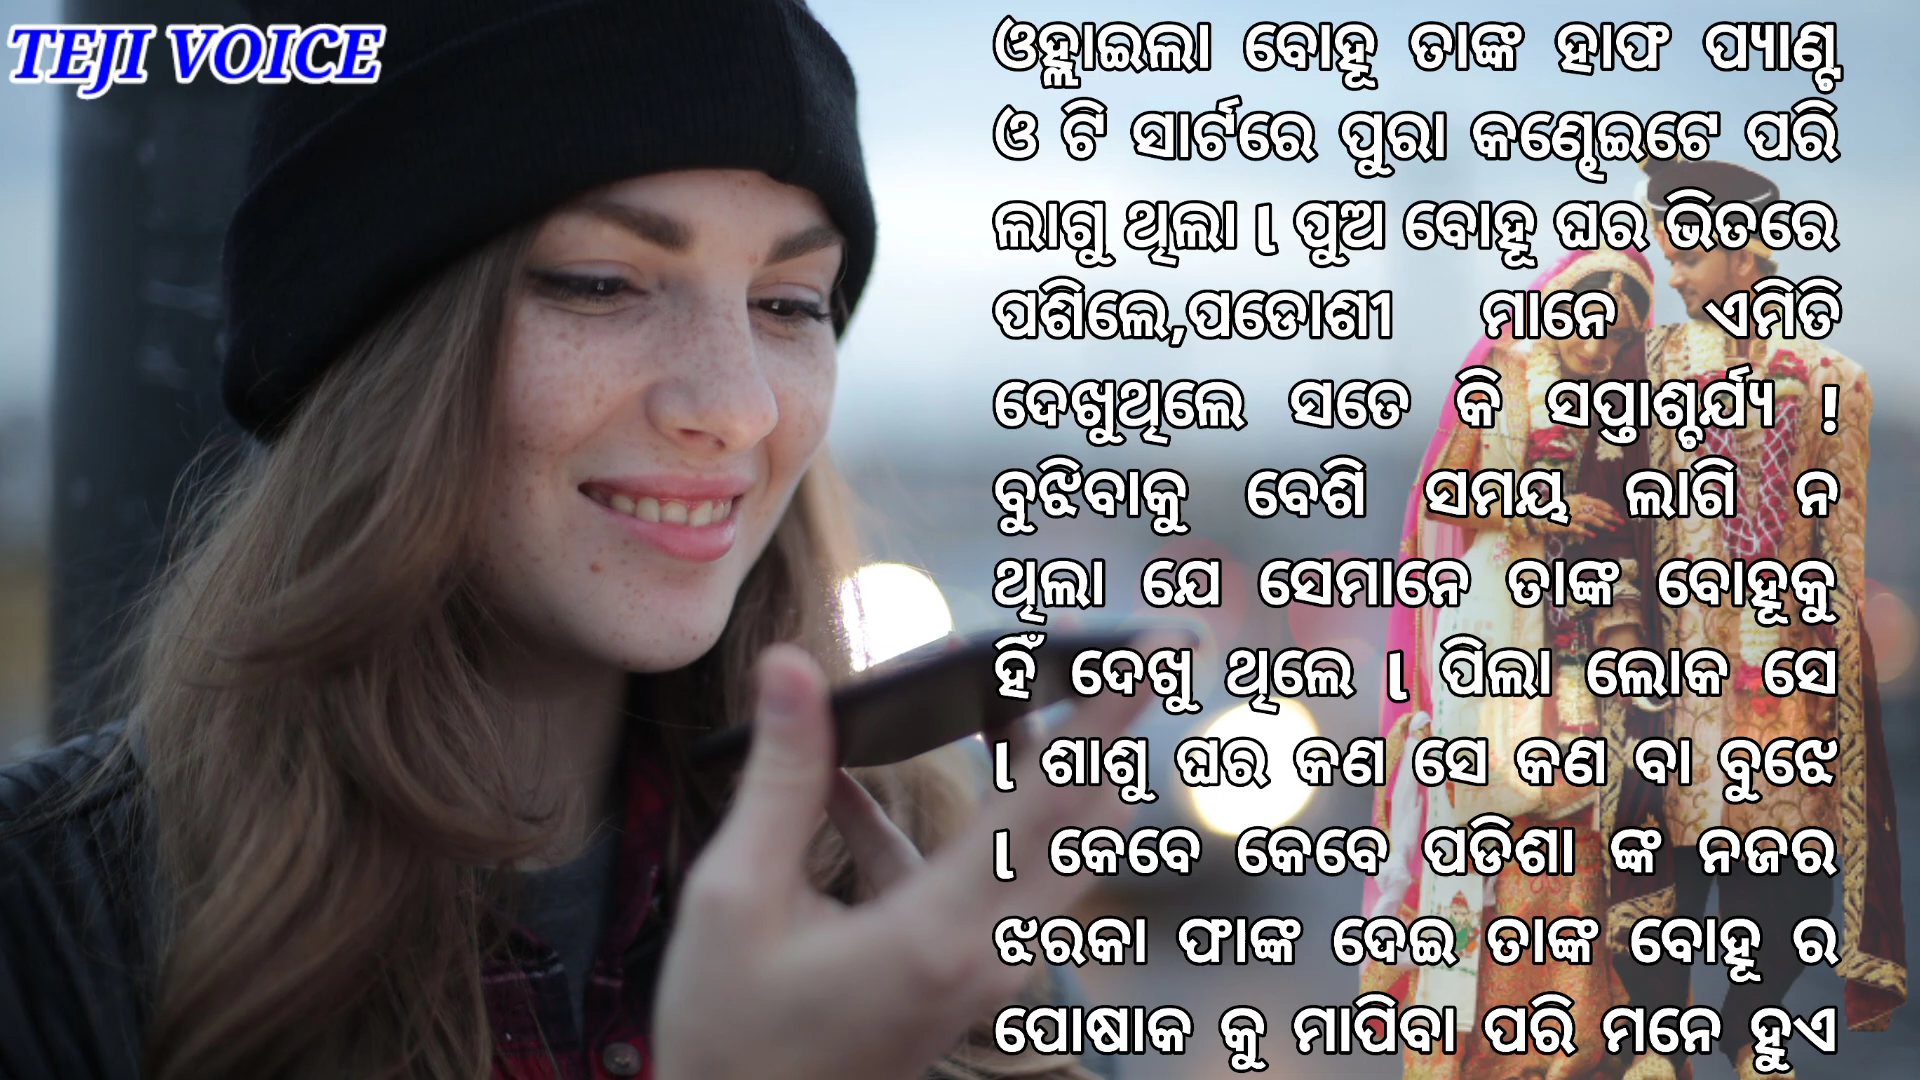 TEJI VOICE
ଓହ୍ଲାଇଲା ବୋହୂ ତାଙ୍କ ହାଫ ପ୍ୟାଣ୍ଟ
ଓ ଟି ସାର୍ଟରେ ପୁରା କଣ୍ଢେଇଟେ ପରି
ଲାଗୁ ଥିଲା l ପୁଅ ବୋହୂ ଘର ଭିତରେ
ପଶିଲେ,ପଡୋଶୀ ମାନେ ଏମିତି
ଦେଖୁଥିଲେ ସତେ କି ସପ୍ତାଶ୍ଚର୍ଯ୍ୟ !
ବୁଝିବାକୁ ବେଶି ସମୟ ଲାଗି ନ
ଥିଲା ଯେ ସେମାନେ ତାଙ୍କ ବୋହୂକୁ
ହିଁ ଦେଖୁ ଥିଲେ l ପିଲା ଲୋକ ସେ
l ଶାଶୁ ଘର କଣ ସେ କଣ ବା ବୁଝେ
l କେବେ କେବେ ପଡିଶା ଙ୍କ ନଜର
ଝରକା ଫାଙ୍କ ଦେଇ ତାଙ୍କ ବୋହୂ ର
ପୋଷାକ କୁ ମାପିବା ପରି ମନେ ହୁଏ